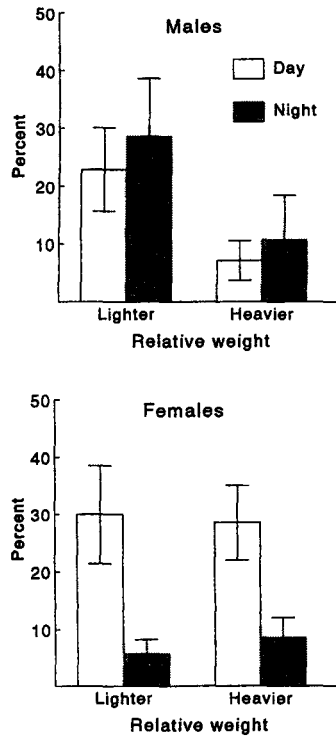 Males
50
40
30
20
10
Percent
Day
Night
Lighter Heavier
Relative weight
Females
50
40
30
20
10
Percent
Lighter Heavier
Relative weight